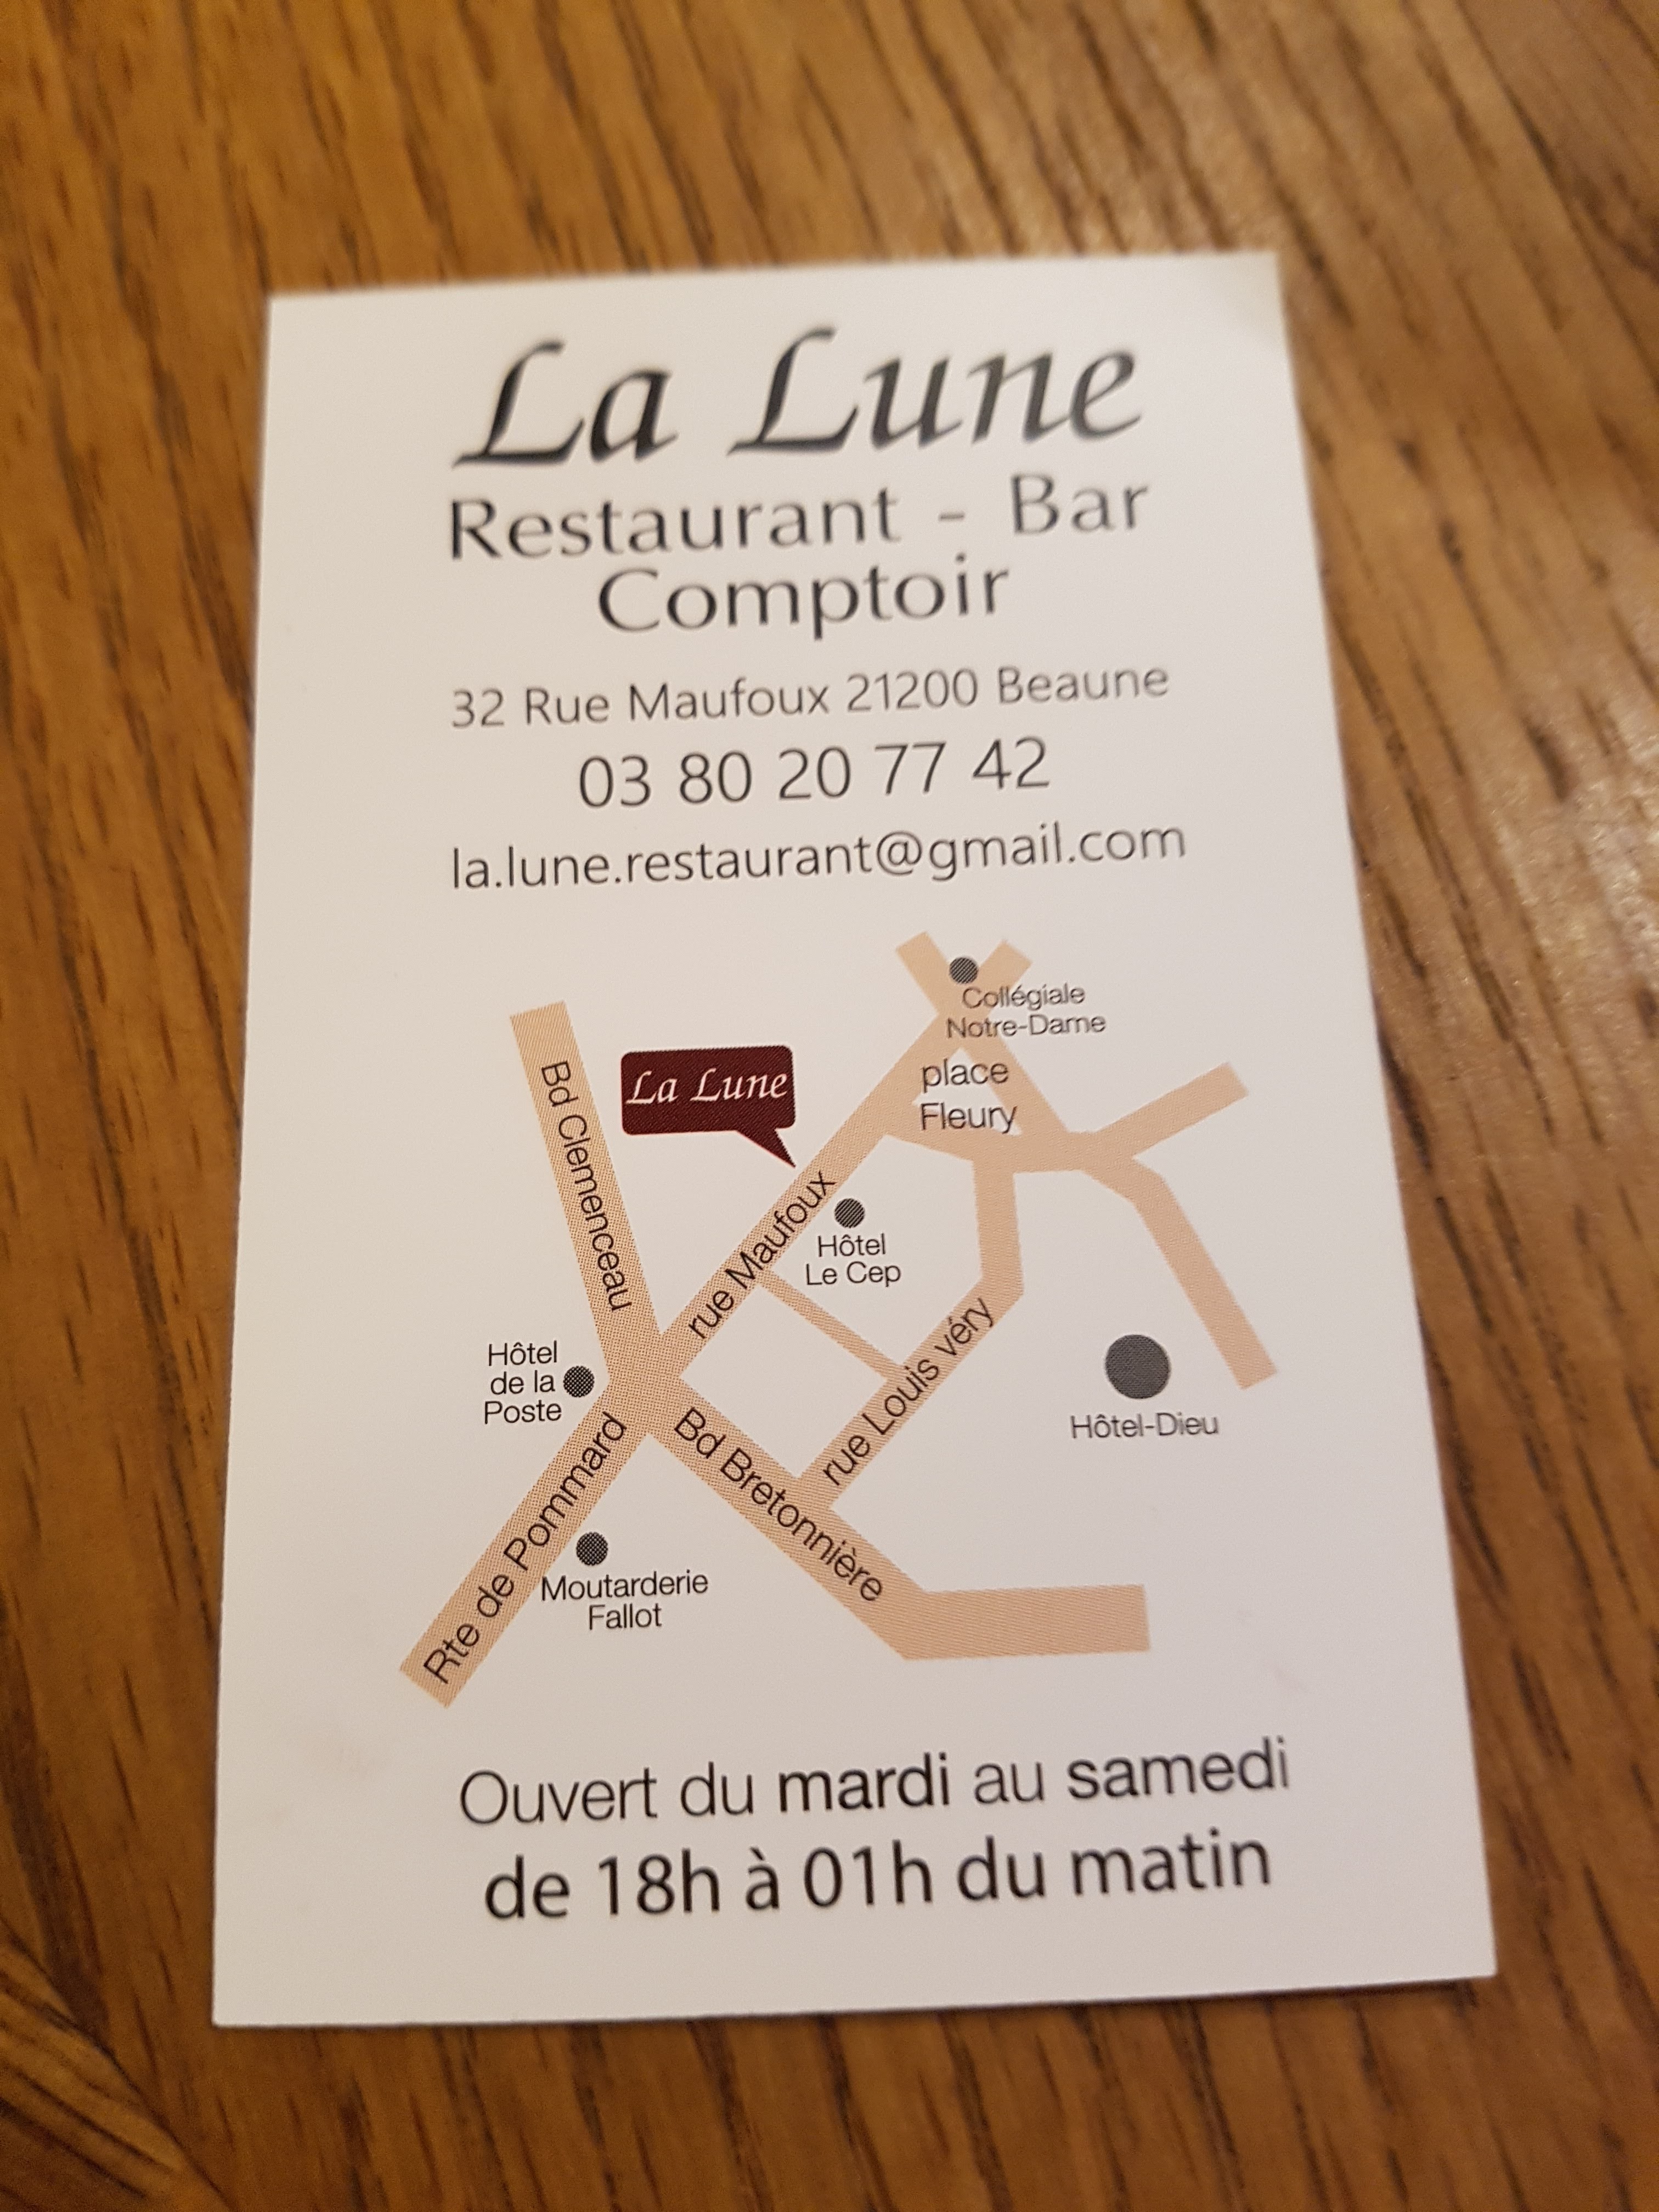 La Lune
Restaurant - Bar
Comptoir
32 Rue Maufoux 21200 Beaune
03 80 20 77 42
la.lune.restaurant@gmail.com
Collégiale
Notre-Dame
place
Fleury
La Lune
Bd Clemenceau
rue Maufoux
Hôtel
Le Cep
Hôtel
de la
Poste
rue Louis véry
Hôtel-Dieu
Bd Bretonnière
Rte de Pommard
Moutarderie
Fallot
Ouvert du mardi au samedi
de 18h à 01h du matin